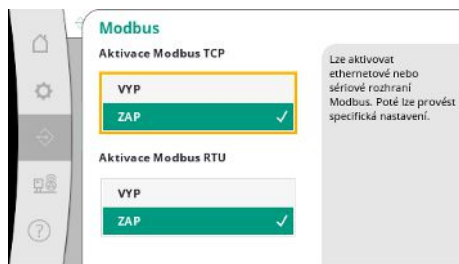 Modbus
Aktivace Modbus TCP
VYP
ZAP
Aktivace Modbus RTU
VYP
ZAP
Lze aktivovat
ethernetové nebo
sériové rozhraní
Modbus. Poté lze provést
specifická nastavení.